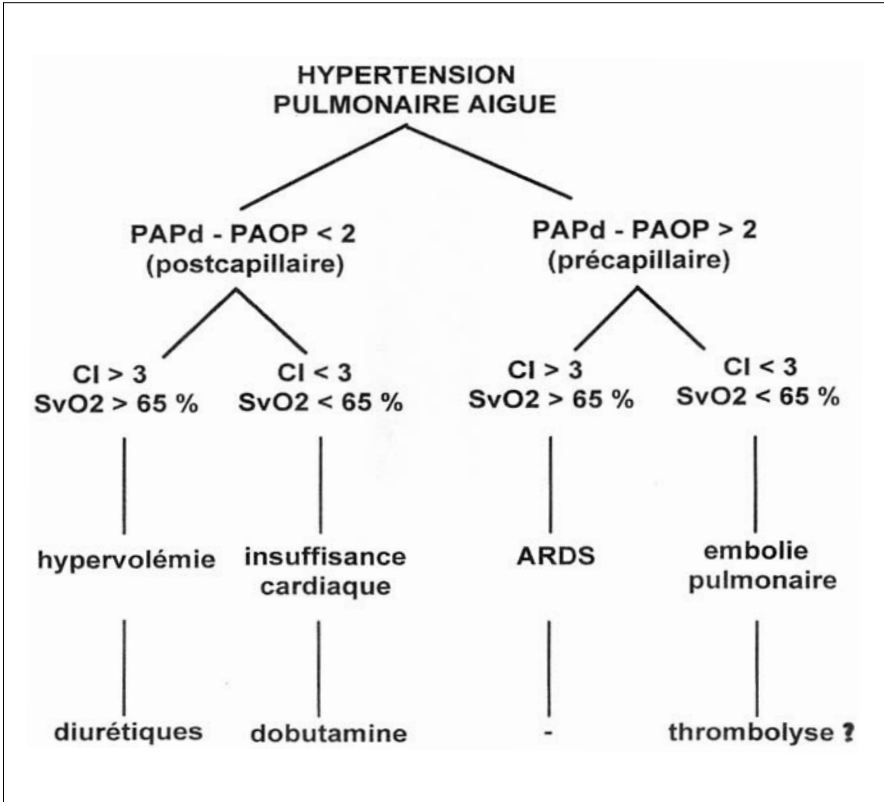 HYPERTENSION
PULMONAIRE AIGUE
PAPd - PAOP < 2
(postcapillaire)
PAPd - PAOP > 2
(précapillaire)
CI > 3
SvO2 > 65 %
CI < 3
SvO2 < 65 %
CI > 3
SvO2 > 65 %
CI < 3
SvO2 < 65 %
hypervolémie
insuffisance
cardiaque
ARDS
embolie
pulmonaire
diurétiques
dobutamine
-
thrombolyse ?